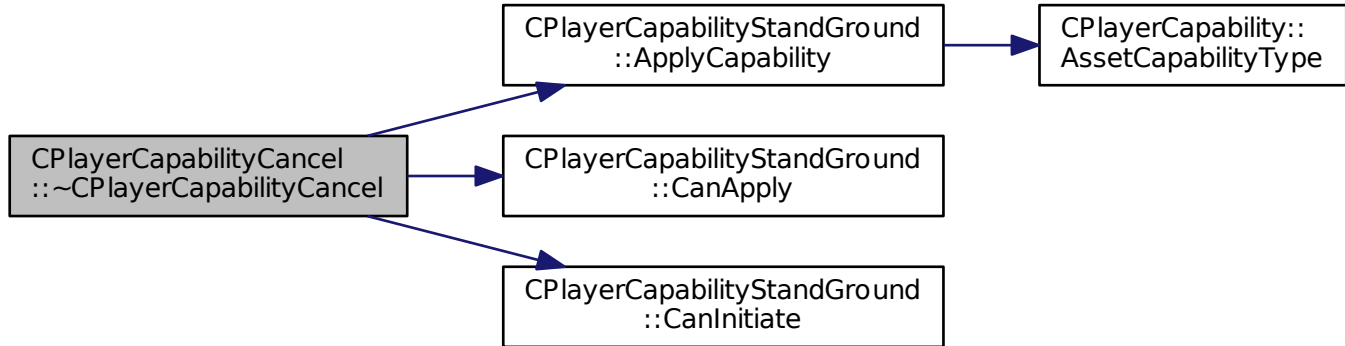 CPlayerCapabilityCancel
::~CPlayerCapabilityCancel
CPlayerCapabilityStandGround
::ApplyCapability
CPlayerCapability::
AssetCapabilityType
CPlayerCapabilityStandGround
::CanApply
CPlayerCapabilityStandGround
::CanInitiate